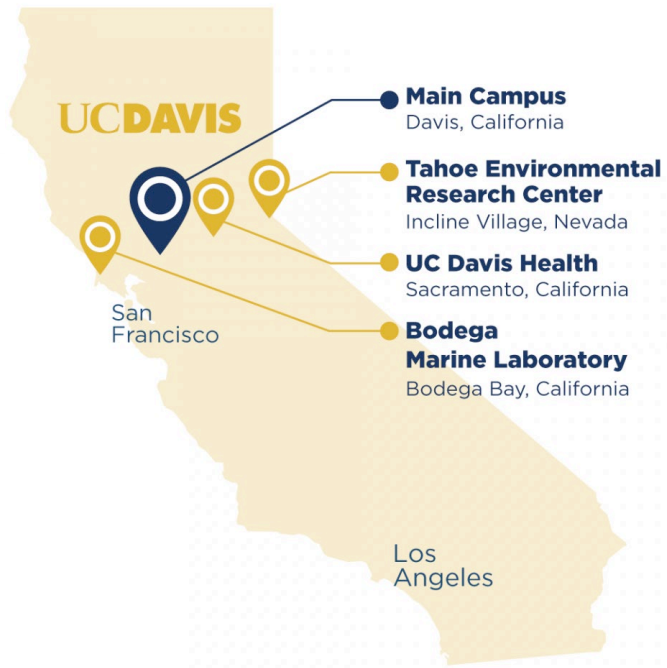 UCDAVIS
Main Campus
Davis, California
Tahoe Environmental
Research Center
Incline Village, Nevada
UC Davis Health
Sacramento, California
Bodega
Marine Laboratory
Bodega Bay, California
San
Francisco
Los
Angeles